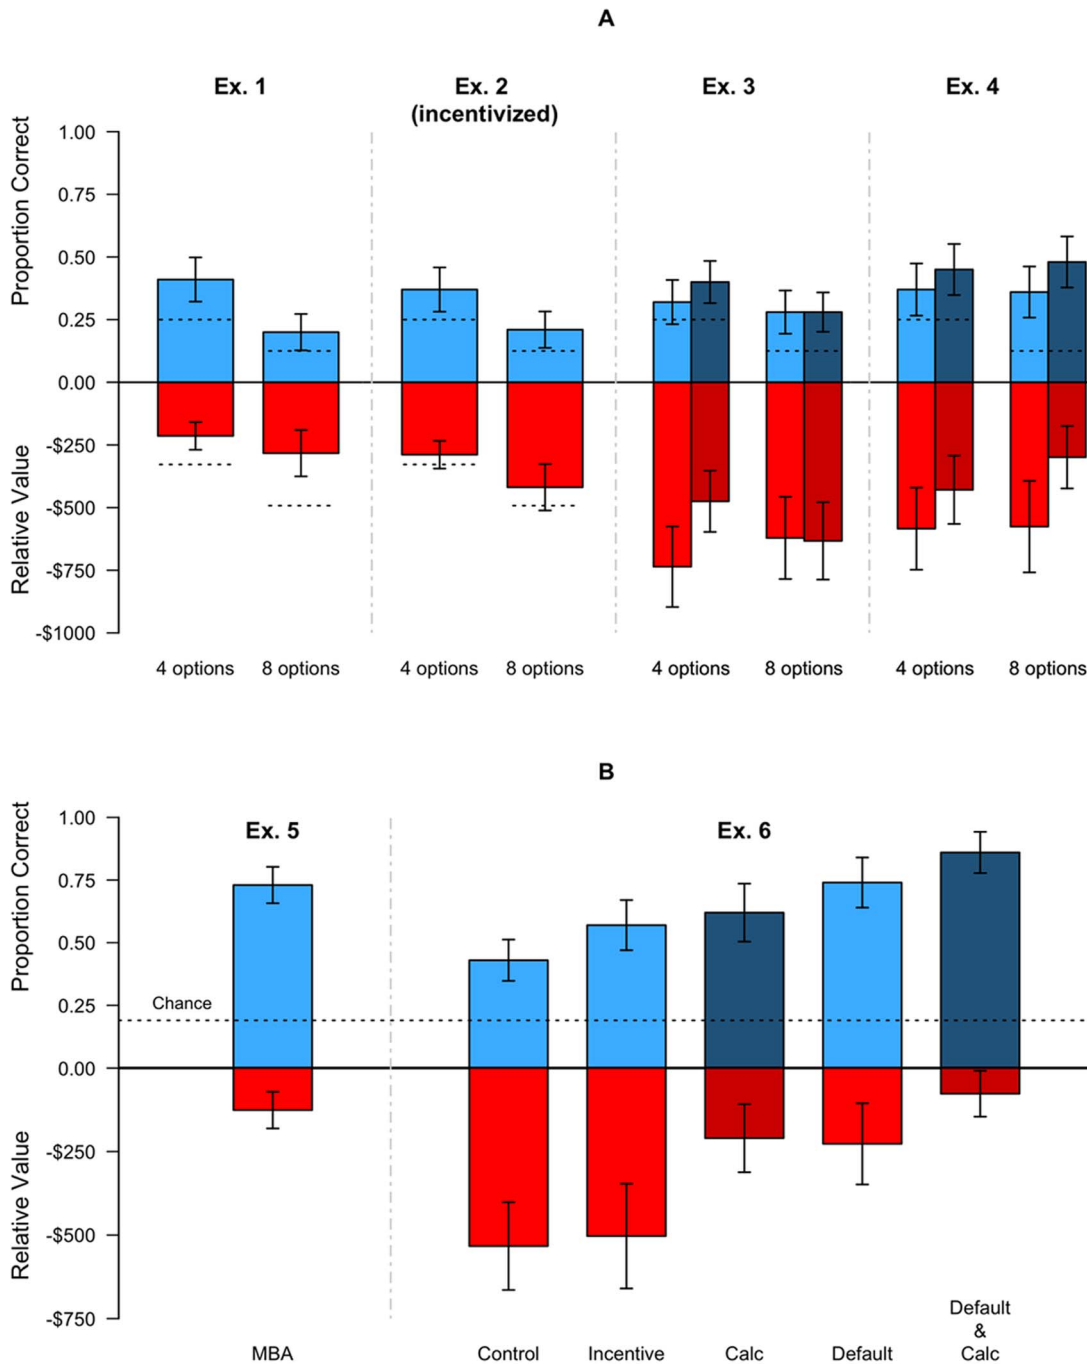 A
Ex. 1
Ex. 2
(incentivized)
Ex. 3
Ex. 4
Proportion Correct
1.00
0.75
0.50
0.25
0.00
Relative Value
-$250
-$500
-$750
-$1000
4 options
8 options
4 options
8 options
4 options
8 options
4 options
8 options
B
Ex. 5
Ex. 6
Proportion Correct
1.00
0.75
0.50
0.25
0.00
Chance
Relative Value
-$250
-$500
-$750
MBA
Control
Incentive
Calc
Default
Default
&
Calc